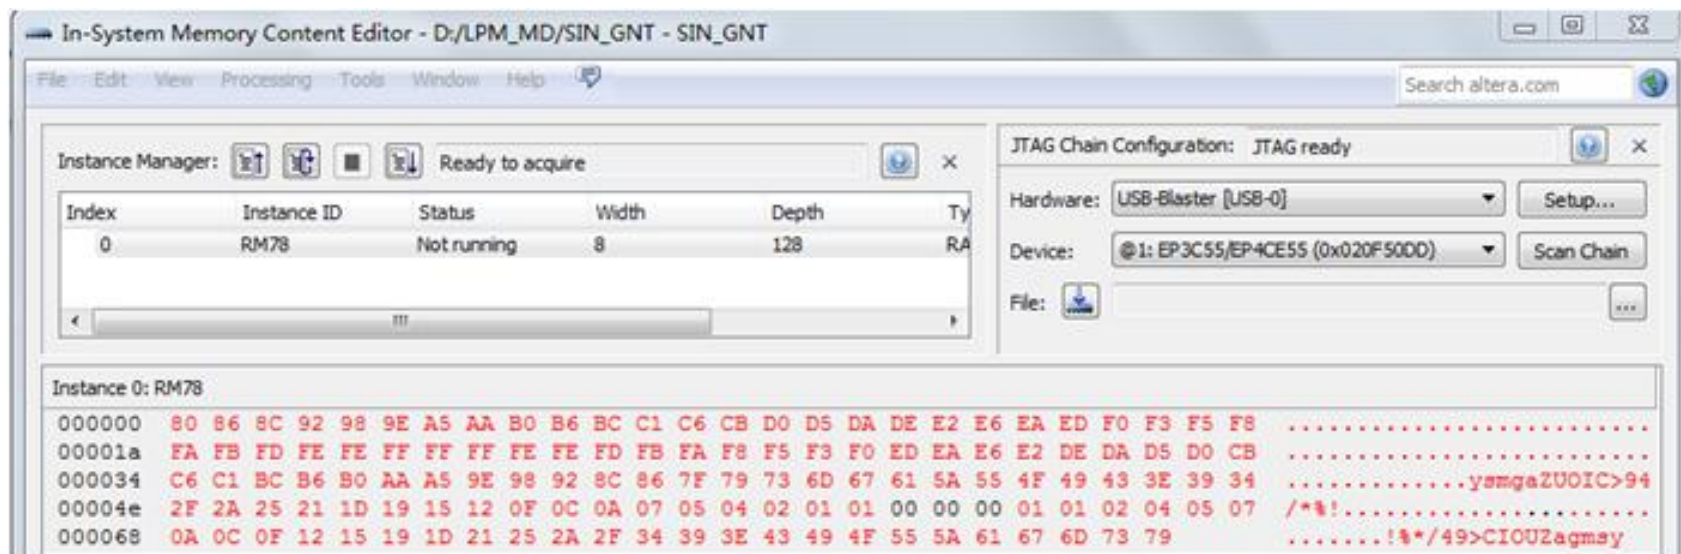 In-System Memory Content Editor - D:/LPM_MD/SIN_GNT - SIN_GNT
File Edit View Processing Tools Window Help
Search altera.com
Instance Manager: Ready to acquire
JTAG Chain Configuration: JTAG ready
Index Instance ID Status Width Depth Ty
0 RM78 Not running 8 128 RA
Hardware: USB-Blaster [USB-0] Setup...
Device: @1: EP3C55/EP4CE55 (0x020F50DD) Scan Chain
File: ...
Instance 0: RM78
000000 80 86 8C 92 98 9E A5 AA B0 B6 BC C1 C6 CB D0 D5 DA DE E2 E6 EA ED F0 F3 F5 F8 ..........................
00001a FA FB FD FE FE FF FF FF FE FE FD FB FA F8 F5 F3 F0 ED EA E6 E2 DE DA D5 D0 CB ..........................
000034 C6 C1 BC B6 B0 AA A5 9E 98 92 8C 86 7F 79 73 6D 67 61 5A 55 4F 49 43 3E 39 34 .............ysmgaZUOIC>94
00004e 2F 2A 25 21 1D 19 15 12 0F 0C 0A 07 05 04 02 01 01 00 00 00 01 01 02 04 05 07 /*%!......................
000068 0A 0C 0F 12 15 19 1D 21 25 2A 2F 34 39 3E 43 49 4F 55 5A 61 67 6D 73 79 .......!%*/49>CIOUZagmsy